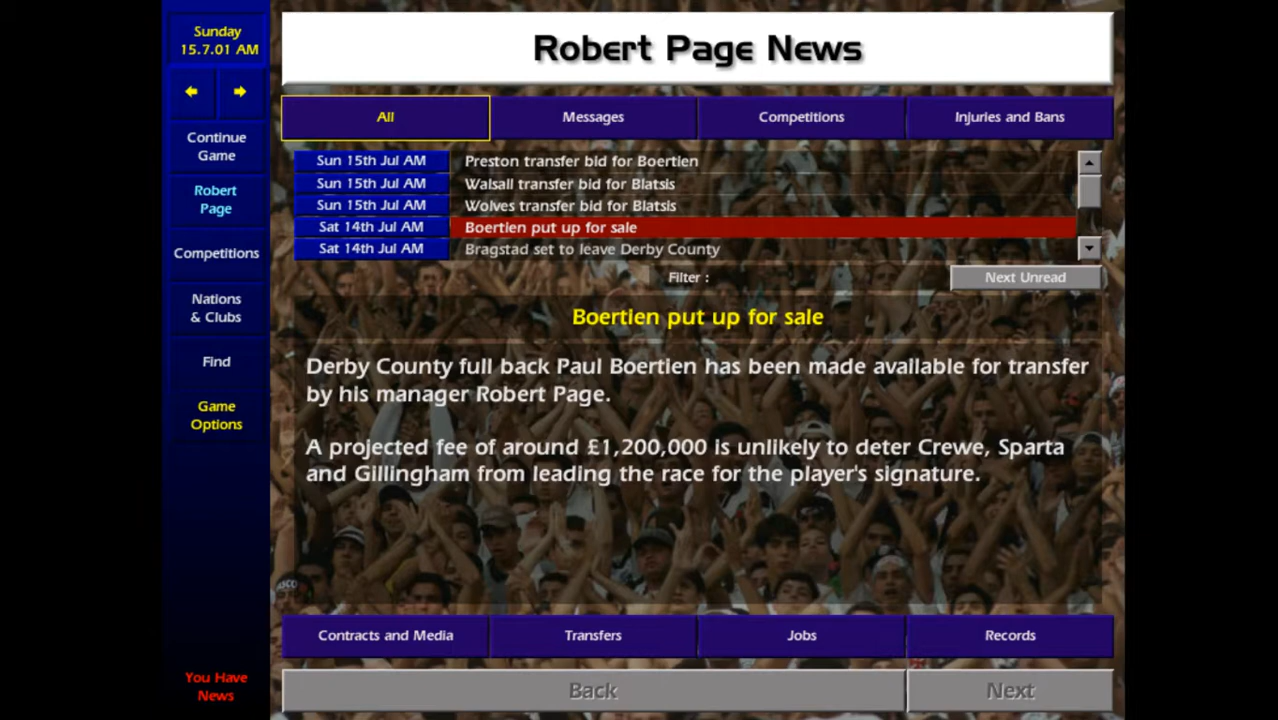 Sunday
15.7.01 AM
Robert Page News
All
Messages
Competitions
Injuries and Bans
Continue
Game
Robert
Page
Competitions
Nations
& Clubs
Find
Game
Options
You Have
News
Sun 15th Jul AM Preston transfer bid for Boertien
Sun 15th Jul AM Walsall transfer bid for Blatsis
Sun 15th Jul AM Wolves transfer bid for Blatsis
Sat 14th Jul AM Boertien put up for sale
Sat 14th Jul AM Bragstad set to leave Derby County
Filter :
Next Unread
Boertien put up for sale
Derby County full back Paul Boertien has been made available for transfer
by his manager Robert Page.
A projected fee of around £1,200,000 is unlikely to deter Crewe, Sparta
and Gillingham from leading the race for the player's signature.
Contracts and Media
Transfers
Jobs
Records
Back
Next